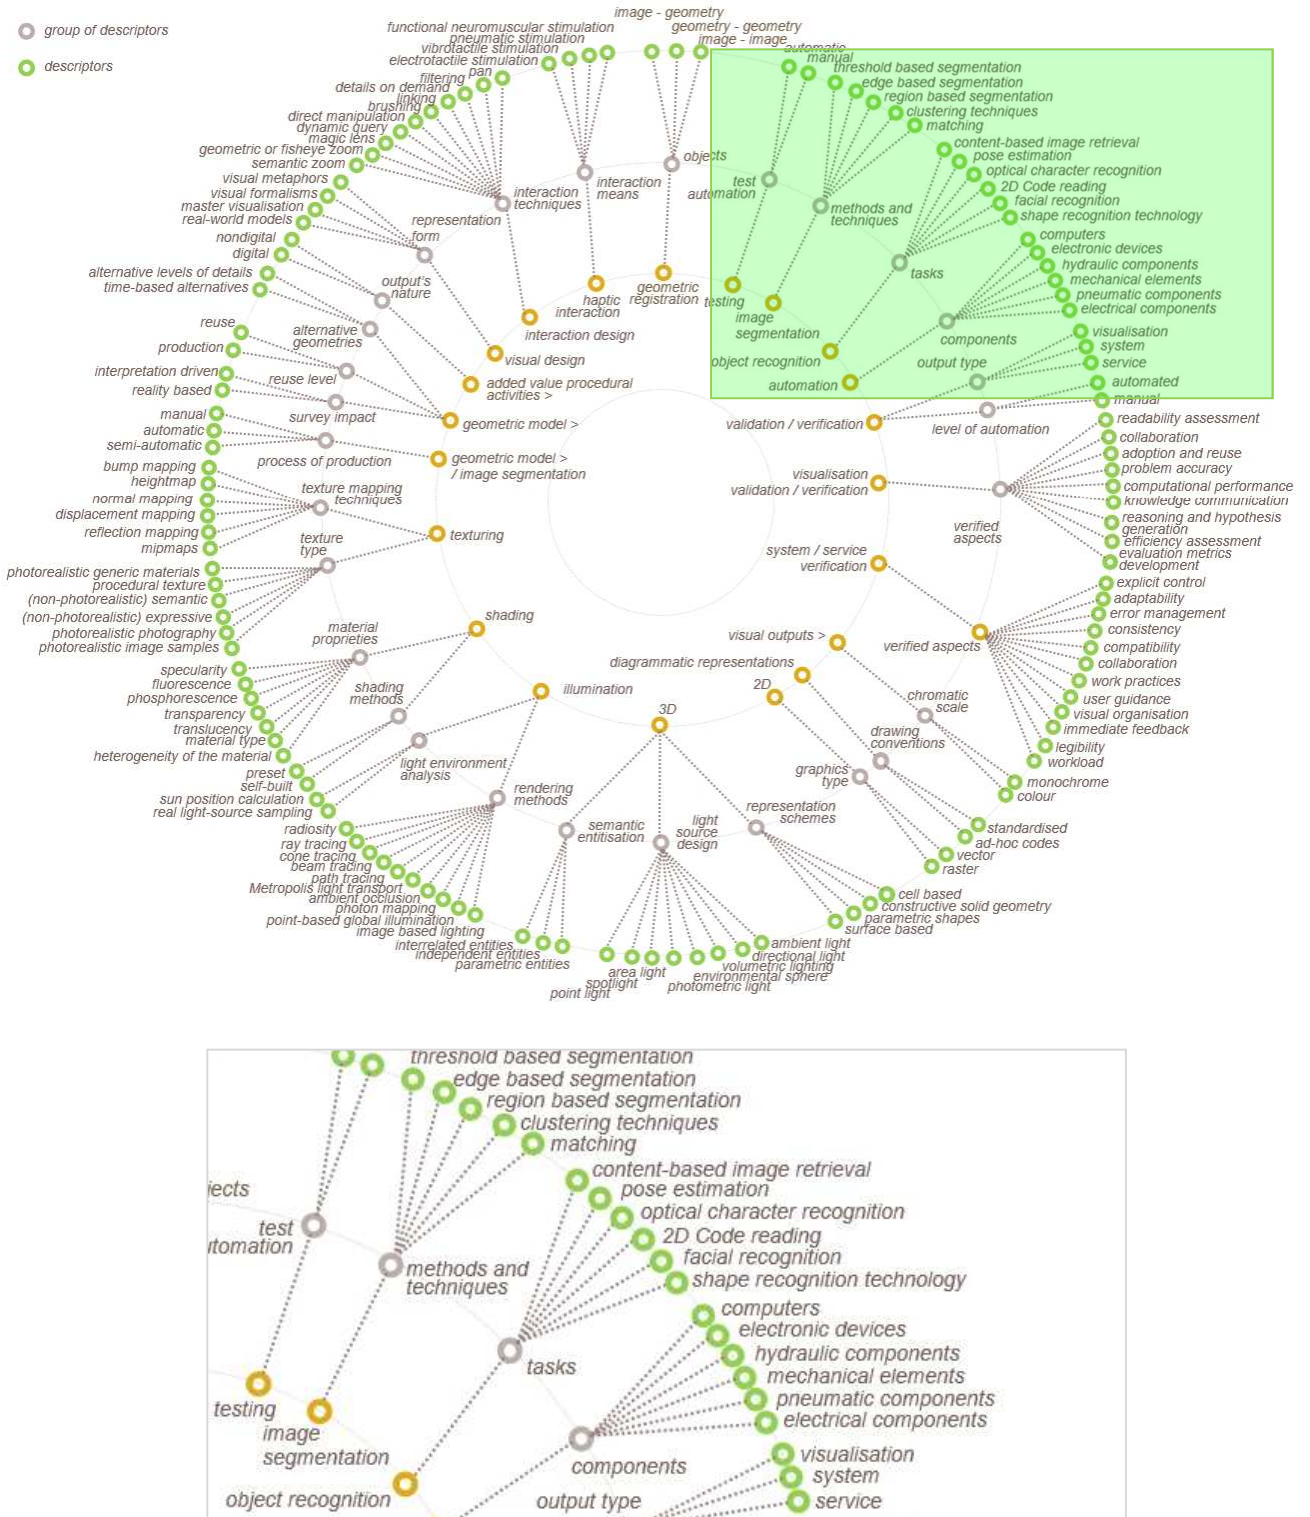 group of descriptors
descriptors
image - geometry
geometry - geometry
image - image
functional neuromuscular stimulation
pneumatic stimulation
vibrotactile stimulation
electrotactile stimulation
pan
filtering
details on demand
linking
brushing
direct manipulation
dynamic query
magic lens
geometric or fisheye zoom
semantic zoom
visual metaphors
visual formalisms
master visualisation
real-world models
nondigital
digital
alternative levels of details
time-based alternatives
reuse
production
interpretation driven
reality based
manual
automatic
semi-automatic
bump mapping
heightmap
normal mapping
displacement mapping
reflection mapping
mipmaps
photorealistic generic materials
procedural texture
(non-photorealistic) semantic
(non-photorealistic) expressive
photorealistic photography
photorealistic image samples
specularity
fluorescence
phosphorescence
transparency
translucency
material type
heterogeneity of the material
preset
self-built
sun position calculation
real light-source sampling
radiosity
ray tracing
cone tracing
beam tracing
path tracing
Metropolis light transport
ambient occlusion
photon mapping
point-based global illumination
image based lighting
interrelated entities
independent entities
parametric entities
point light
spotlight
area light
photometric light
environmental sphere
volumetric lighting
directional light
ambient light
surface based
parametric shapes
constructive solid geometry
cell based
raster
vector
ad-hoc codes
standardised
colour
monochrome
workload
legibility
immediate feedback
visual organisation
user guidance
work practices
collaboration
compatibility
consistency
error management
adaptability
explicit control
evaluation metrics
development
efficiency assessment
reasoning and hypothesis
generation
knowledge communication
computational performance
problem accuracy
adoption and reuse
collaboration
readability assessment
manual
automated
service
system
visualisation
electrical components
pneumatic components
mechanical elements
hydraulic components
electronic devices
computers
shape recognition technology
facial recognition
2D Code reading
optical character recognition
pose estimation
content-based image retrieval
matching
clustering techniques
region based segmentation
edge based segmentation
threshold based segmentation
manual
automatic
objects
interaction
means
interaction
techniques
representation
form
output's
nature
alternative
geometries
reuse level
survey impact
process of production
texture mapping
techniques
texture
type
material
proprieties
shading
methods
light environment
analysis
rendering
methods
semantic
entitisation
light
source
design
representation
schemes
graphics
type
drawing
conventions
chromatic
scale
verified aspects
verified
aspects
level of automation
output type
components
tasks
methods and
techniques
test
automation
geometric
registration
haptic
interaction
interaction design
visual design
added value procedural
activities >
geometric model >
geometric model >
/ image segmentation
texturing
shading
illumination
3D
2D
diagrammatic representations
visual outputs >
system / service
verification
visualisation
validation / verification
validation / verification
automation
object recognition
image
segmentation
testing
threshold based segmentation
edge based segmentation
region based segmentation
clustering techniques
matching
content-based image retrieval
pose estimation
jects
optical character recognition
test
tomation
2D Code reading
facial recognition
methods and
techniques
shape recognition technology
computers
electronic devices
hydraulic components
tasks
mechanical elements
pneumatic components
testing
electrical components
image
segmentation
visualisation
components
system
object recognition
output type
service